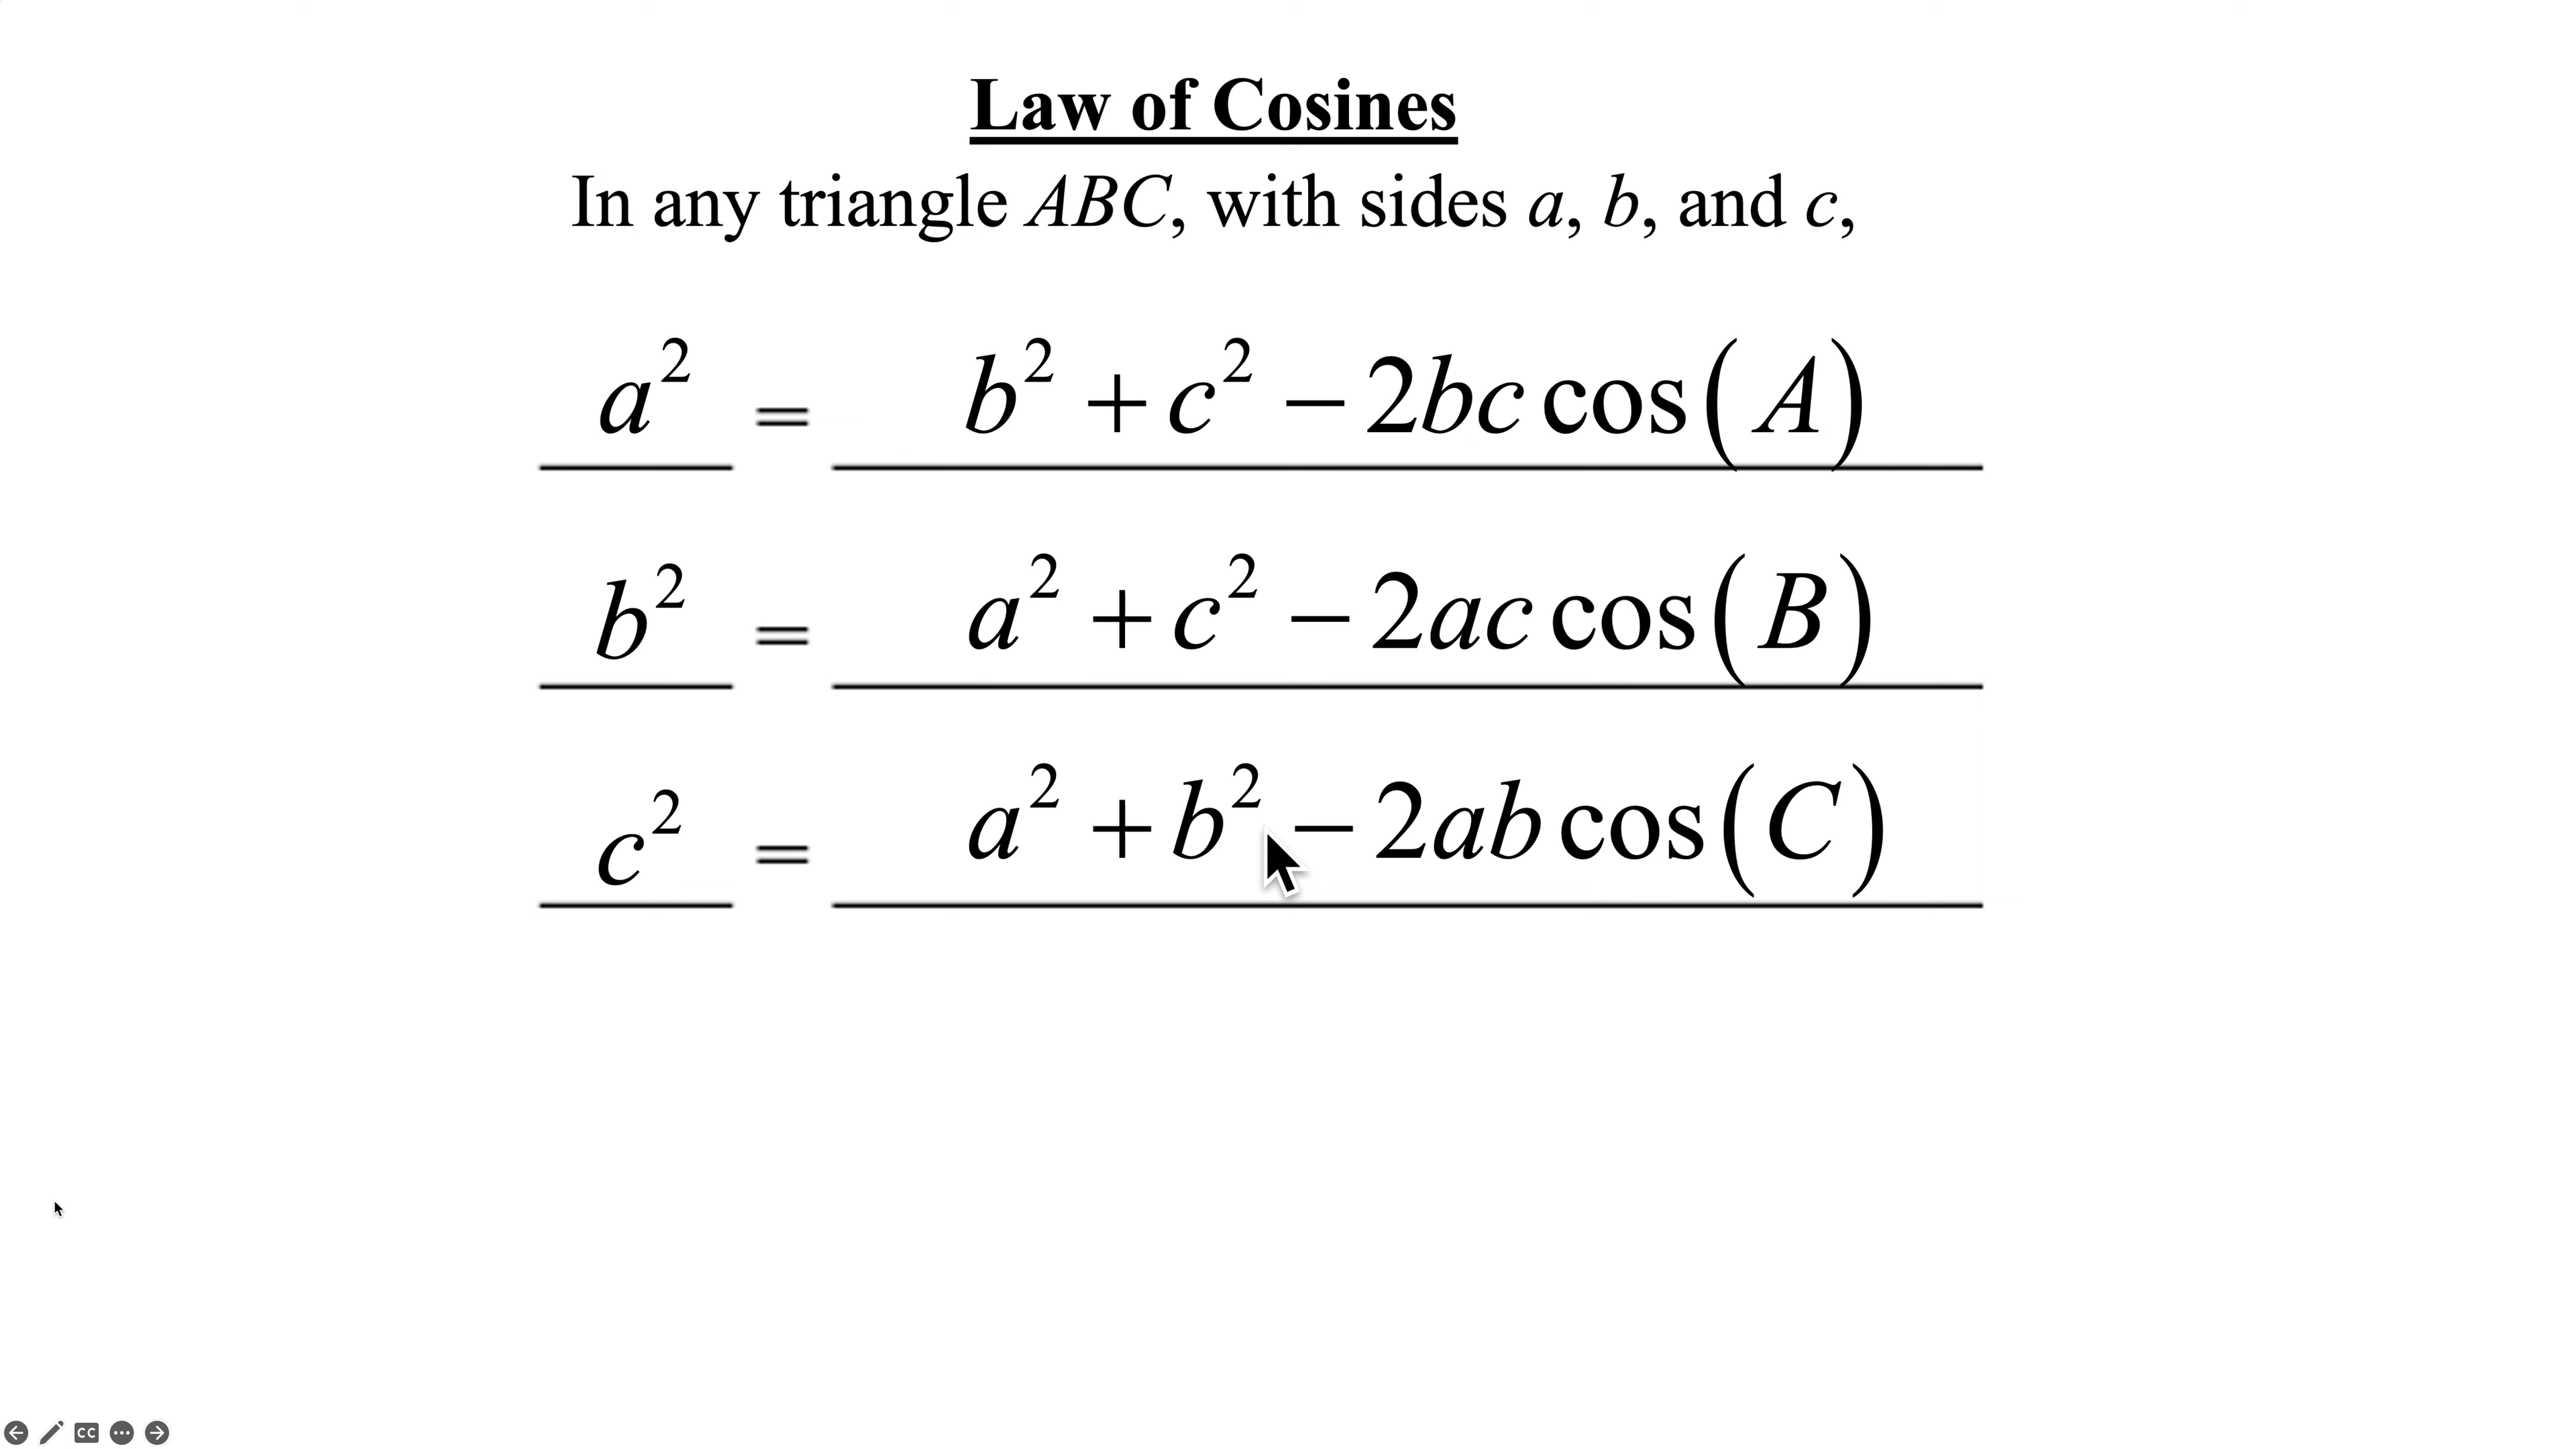 Law of Cosines
In any triangle ABC, with sides a, b, and c,
a² = b² + c² − 2bc cos(A)
b² = a² + c² − 2ac cos(B)
c² = a² + b² − 2ab cos(C)
CC